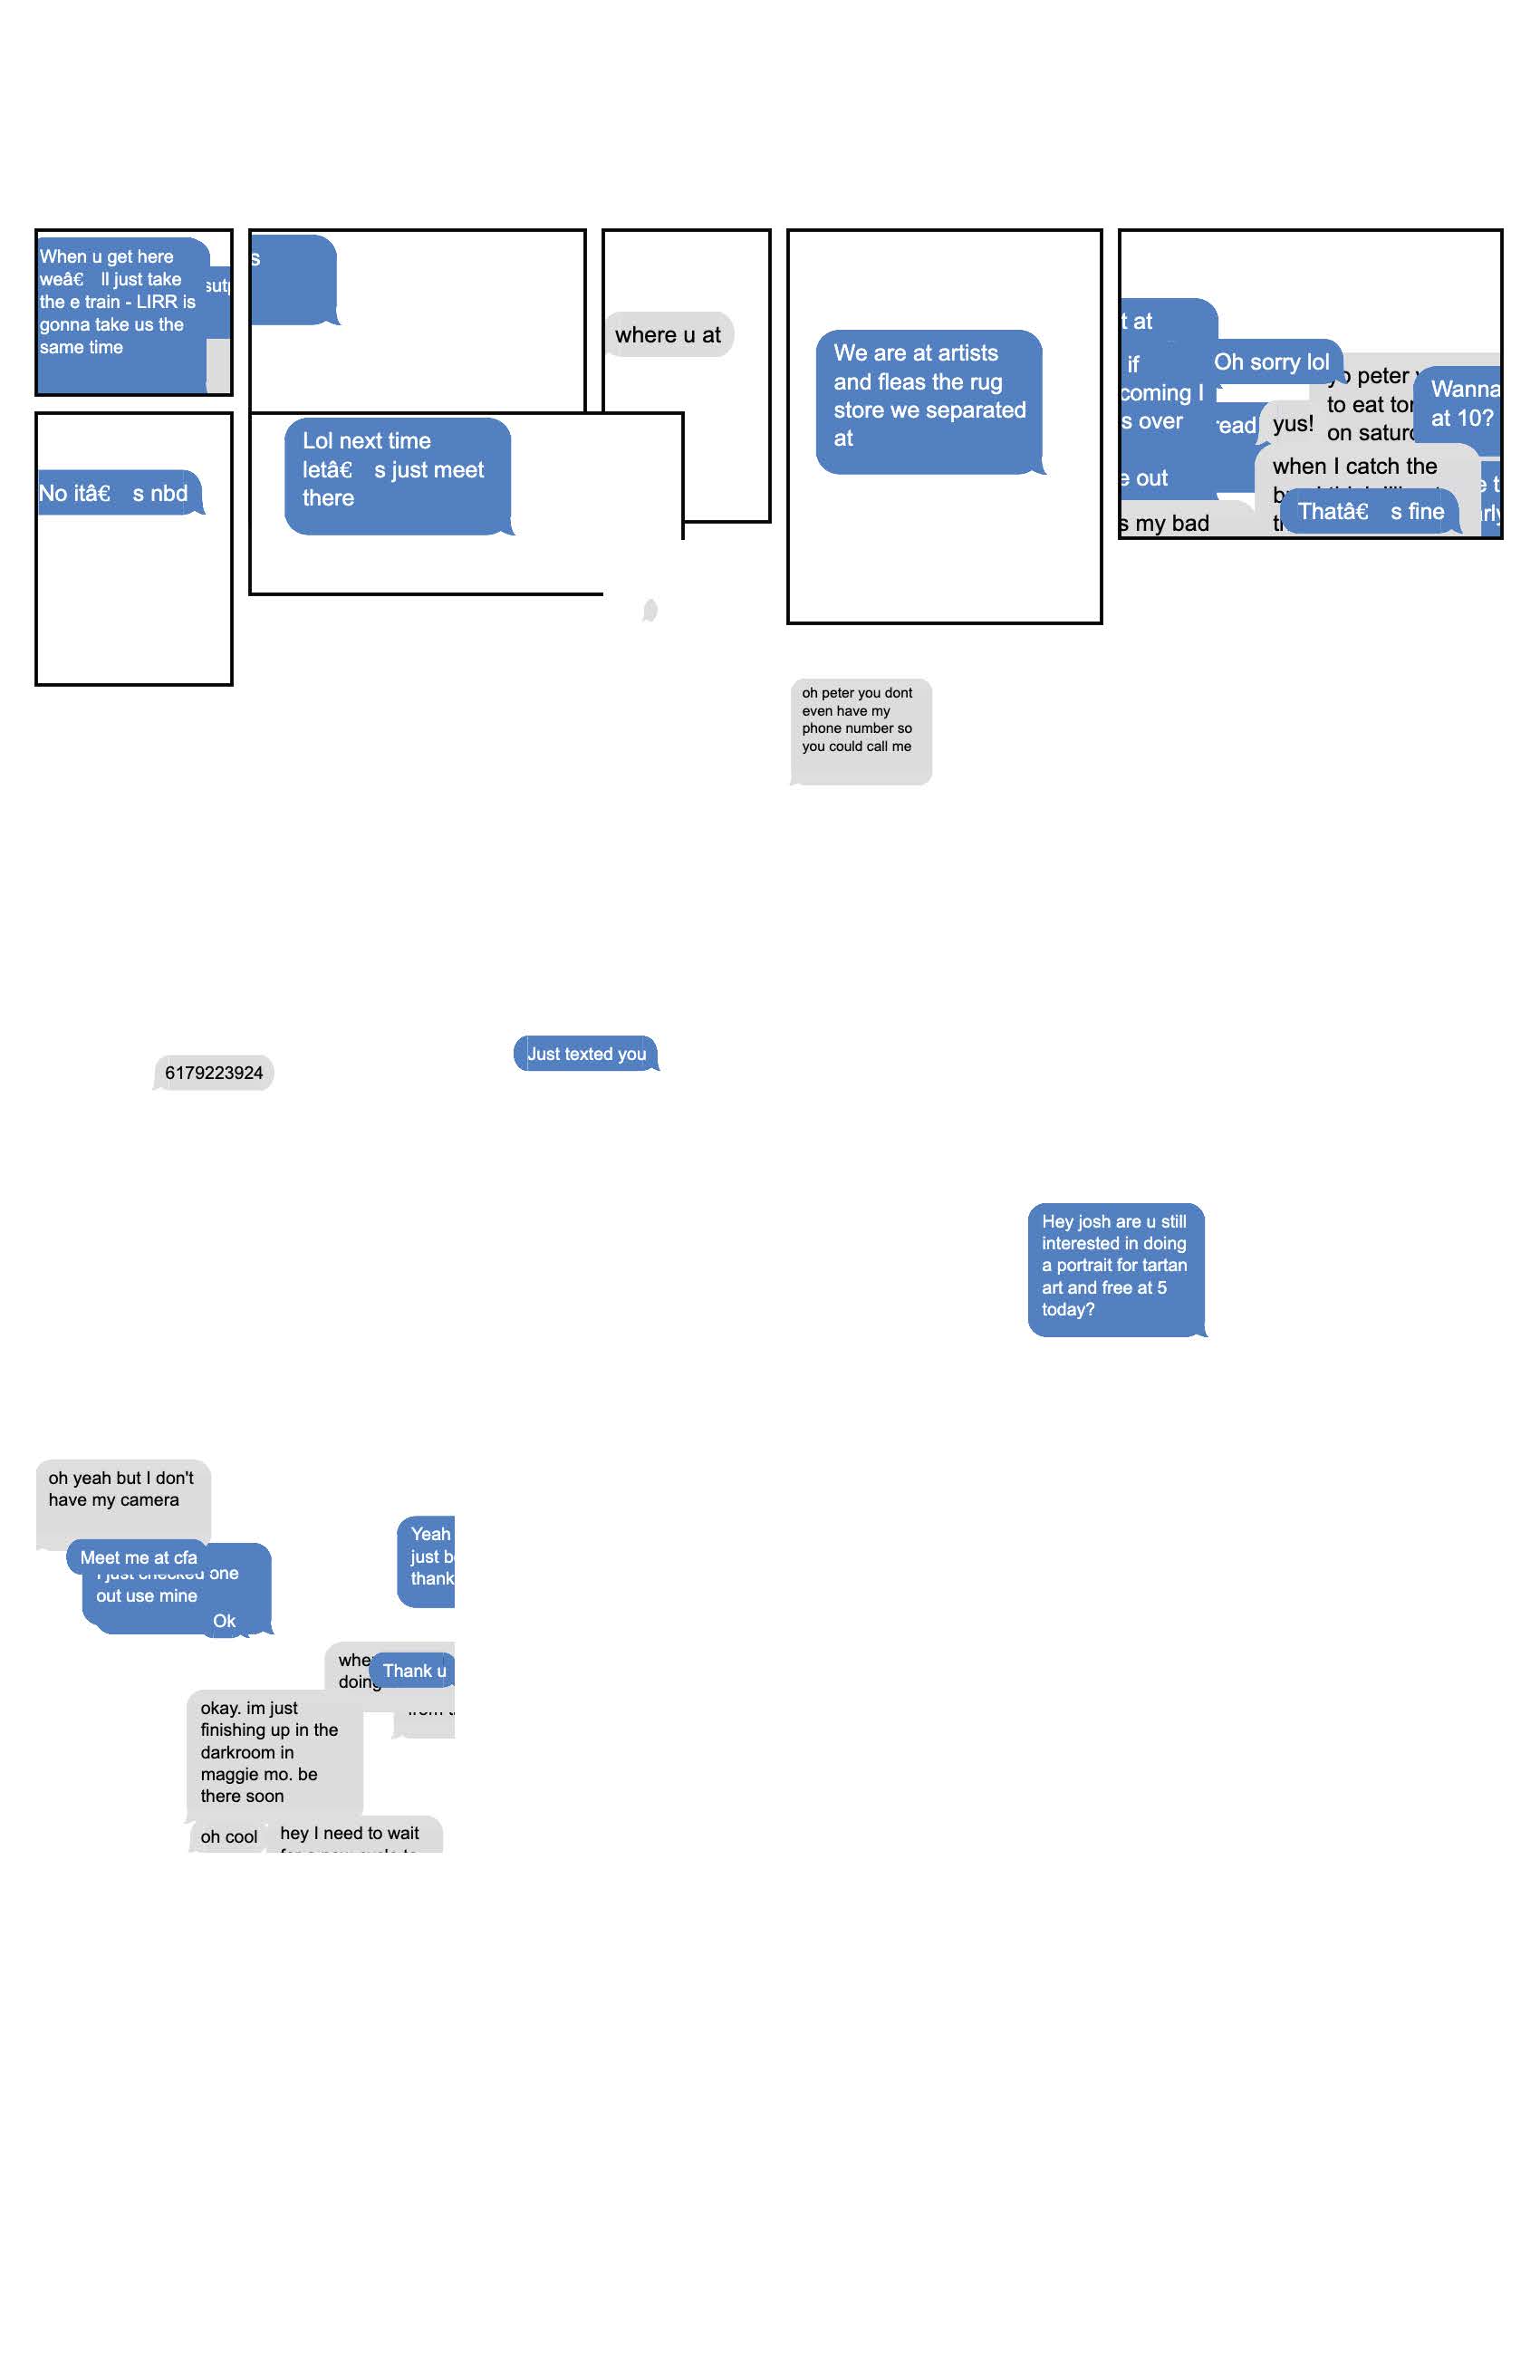 When u get here
weâ€ ll just take
the e train - LIRR is
gonna take us the
same time
s
where u at
We are at artists
and fleas the rug
store we separated
at
t at
if
coming I
s over
e out
s my bad
Oh sorry lol
read
yus!
yo peter
to eat
on
Wanna
at 10?
when I catch the
Thatâ€ s fine
No itâ€ s nbd
Lol next time
letâ€ s just meet
there
oh peter you dont
even have my
phone number so
you could call me
6179223924
Just texted you
Hey josh are u still
interested in doing
a portrait for tartan
art and free at 5
today?
oh yeah but I don't
have my camera
Meet me at cfa
I just checked one
out use mine
Ok
Yeah
just
thank
doing
Thank u
okay. im just
finishing up in the
darkroom in
maggie mo. be
there soon
oh cool
hey I need to wait